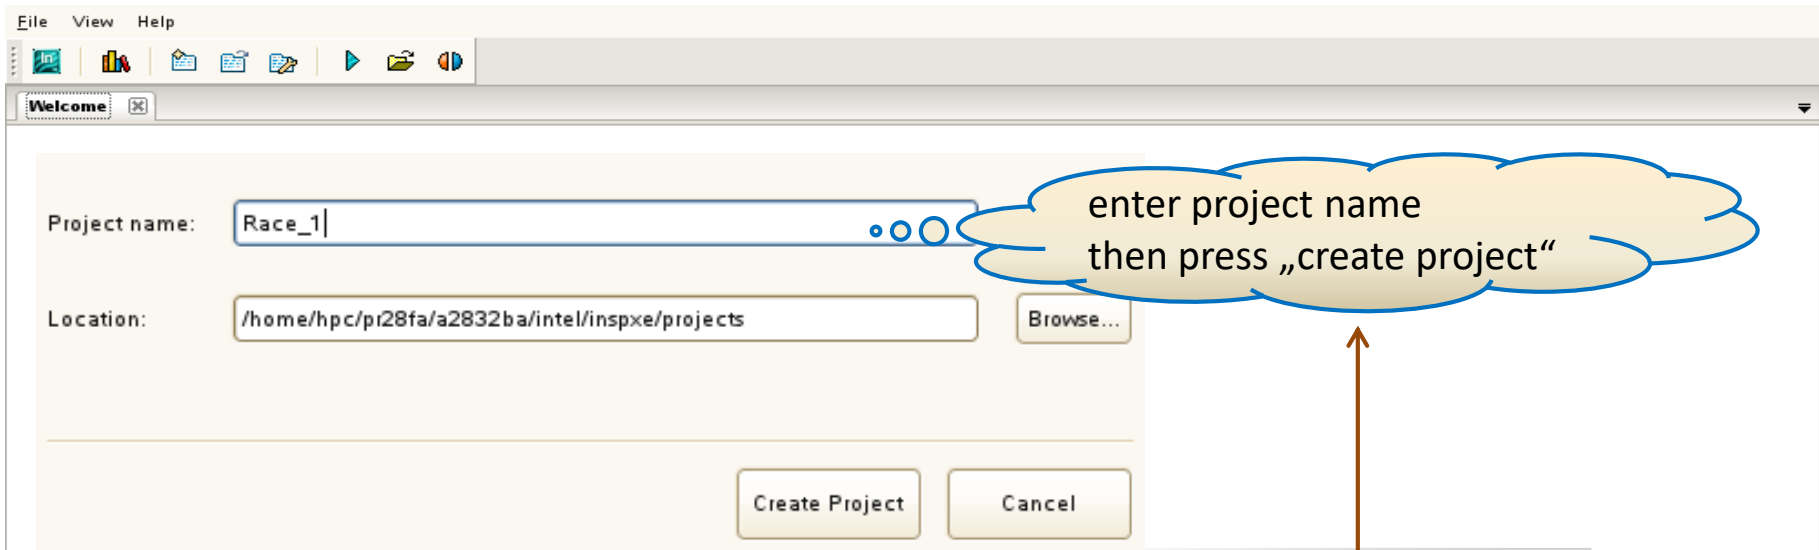 File View Help
In
Welcome
Project name: Race_1
enter project name
then press „create project“
Location: /home/hpc/pr28fa/a2832ba/intel/inspxe/projects Browse...
Create Project Cancel